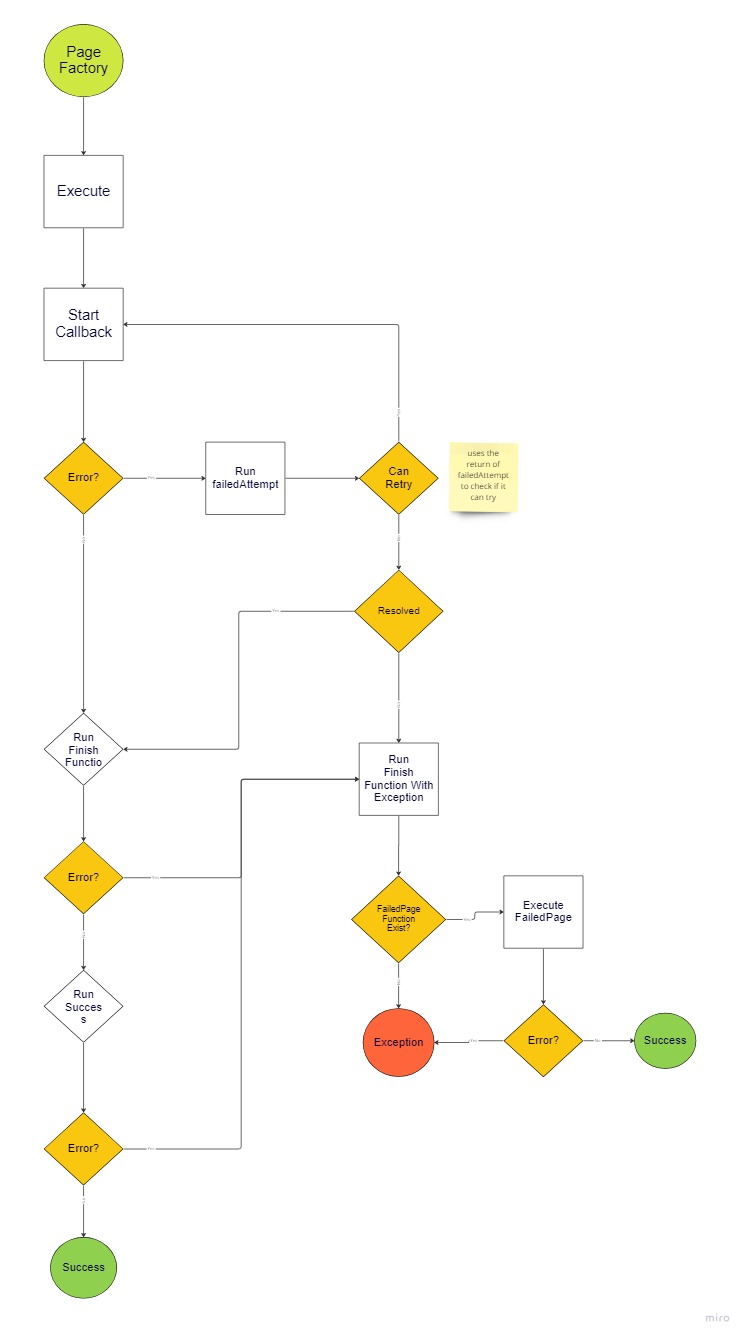 Page
Factory
Execute
Start
Callback
Error?
Yes
Run
failedAttempt
Can
Retry
uses the
return of
failedAttempt
to check if it
can try
Resolved
Yes
Run
Finish
Functio
Run
Finish
Function With
Exception
Error?
Yes
FailedPage
Function
Exist?
Yes
Execute
FailedPage
Run
Succes
s
Exception
Yes
Error?
No
Success
Error?
Yes
Success
miro